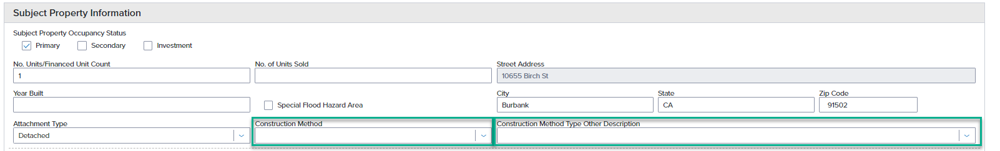 Subject Property Information
Subject Property Occupancy Status
Primary Secondary Investment
No. Units/Financed Unit Count No. of Units Sold Street Address
1 10655 Birch St
Year Built City State Zip Code
Special Flood Hazard Area Burbank CA 91502
Attachment Type Construction Method Construction Method Type Other Description
Detached